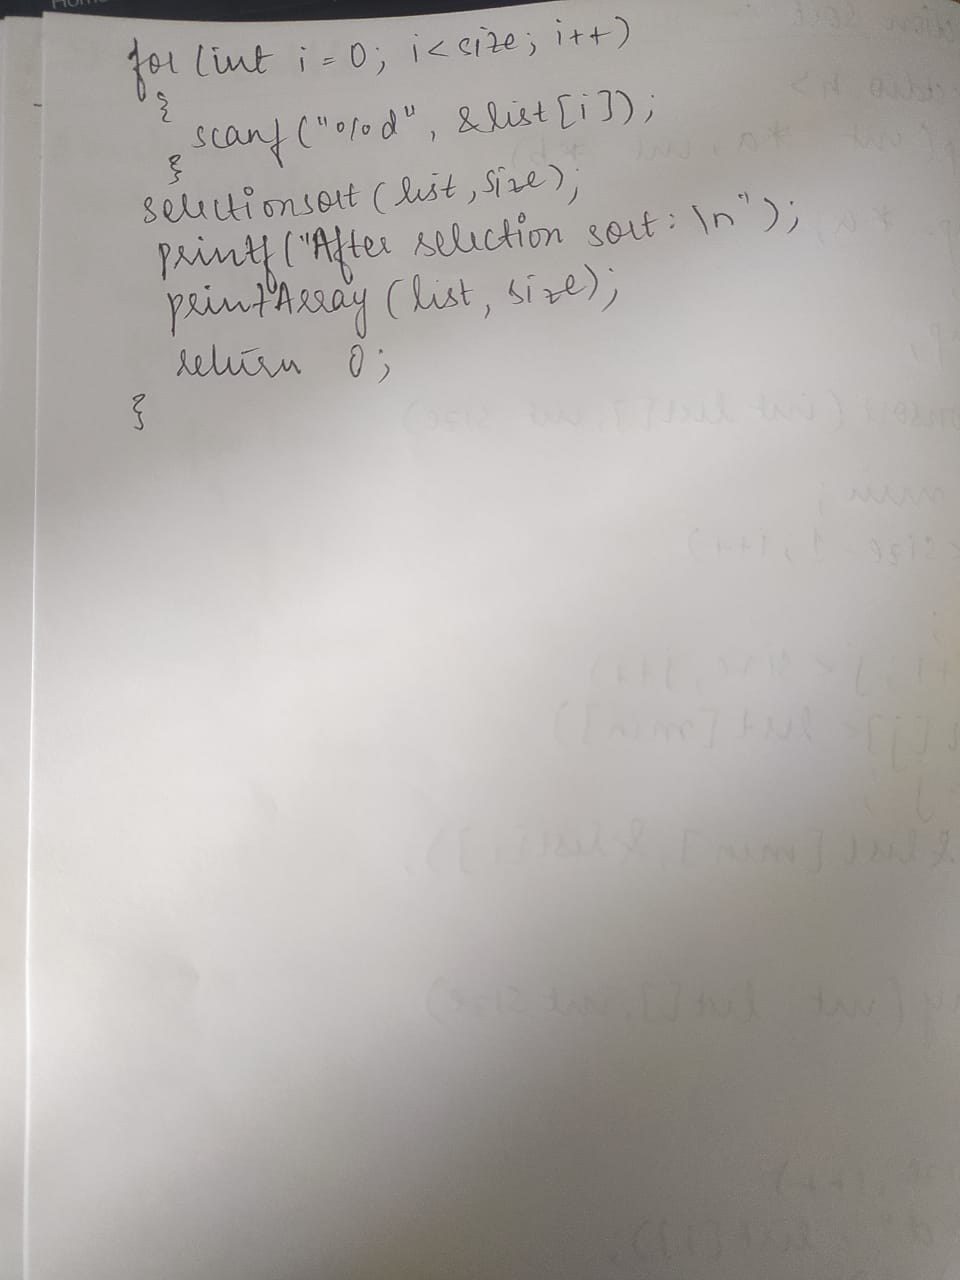 for (int i = 0; i < size; i++)
{
scanf ("%d", &list [i]);
}
selectionsort (list, size);
printf ("After selection sort: \n");
printArray (list, size);
return 0;
}